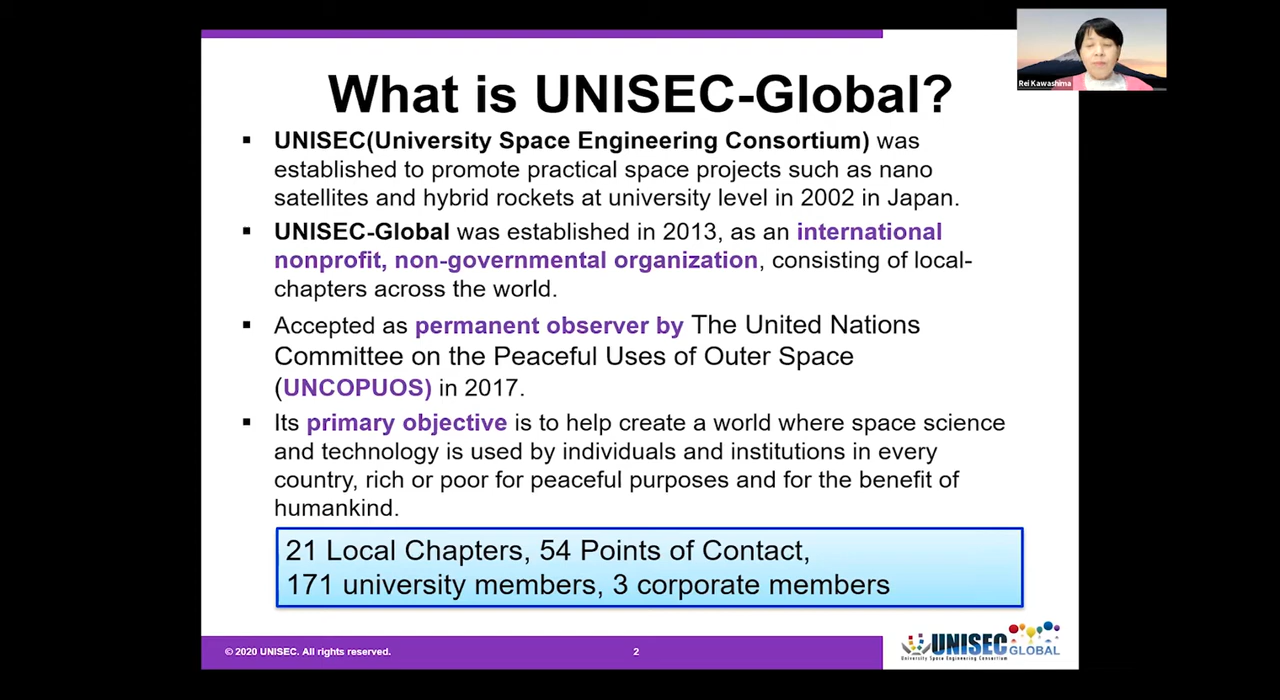 What is UNISEC-Global?
Rei Kawashima
▪ UNISEC(University Space Engineering Consortium) was
established to promote practical space projects such as nano
satellites and hybrid rockets at university level in 2002 in Japan.
▪ UNISEC-Global was established in 2013, as an international
nonprofit, non-governmental organization, consisting of local-
chapters across the world.
▪ Accepted as permanent observer by The United Nations
Committee on the Peaceful Uses of Outer Space
(UNCOPUOS) in 2017.
▪ Its primary objective is to help create a world where space science
and technology is used by individuals and institutions in every
country, rich or poor for peaceful purposes and for the benefit of
humankind.
21 Local Chapters, 54 Points of Contact,
171 university members, 3 corporate members
© 2020 UNISEC. All rights reserved.
2
UNISEC GLOBAL
University Space Engineering Consortium